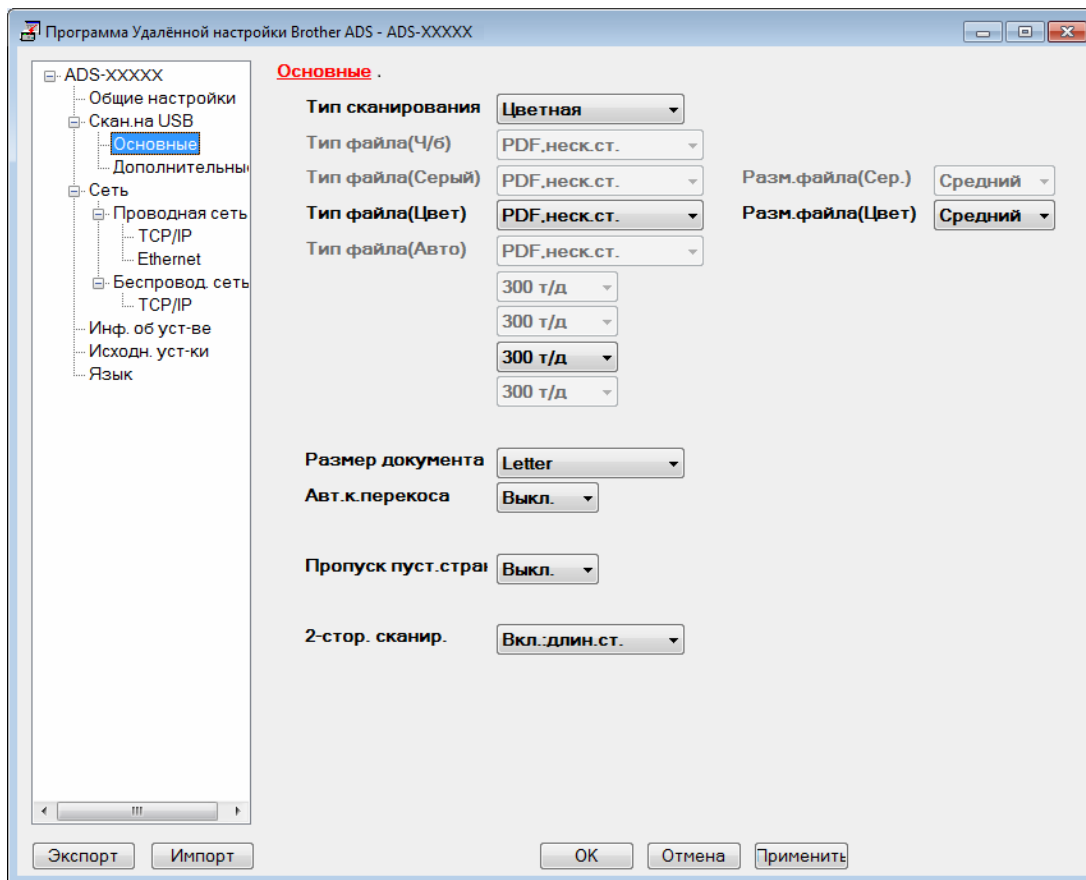 Программа Удалённой настройки Brother ADS - ADS-XXXXX
ADS-XXXXX
Общие настройки
Скан.на USB
Основные
Дополнительны
Сеть
Проводная сеть
TCP/IP
Ethernet
Беспровод. сеть
TCP/IP
Инф. об уст-ве
Исходн. уст-ки
Язык
Основные .
Тип сканирования Цветная
Тип файла(Ч/б) PDF,неск.ст.
Тип файла(Серый) PDF,неск.ст. Разм.файла(Сер.) Средний
Тип файла(Цвет) PDF,неск.ст. Разм.файла(Цвет) Средний
Тип файла(Авто) PDF,неск.ст.
300 т/д
300 т/д
300 т/д
300 т/д
Размер документа Letter
Авт.к.перекоса Выкл.
Пропуск пуст.стран Выкл.
2-стор. сканир. Вкл.:длин.ст.
Экспорт Импорт OK Отмена Применить